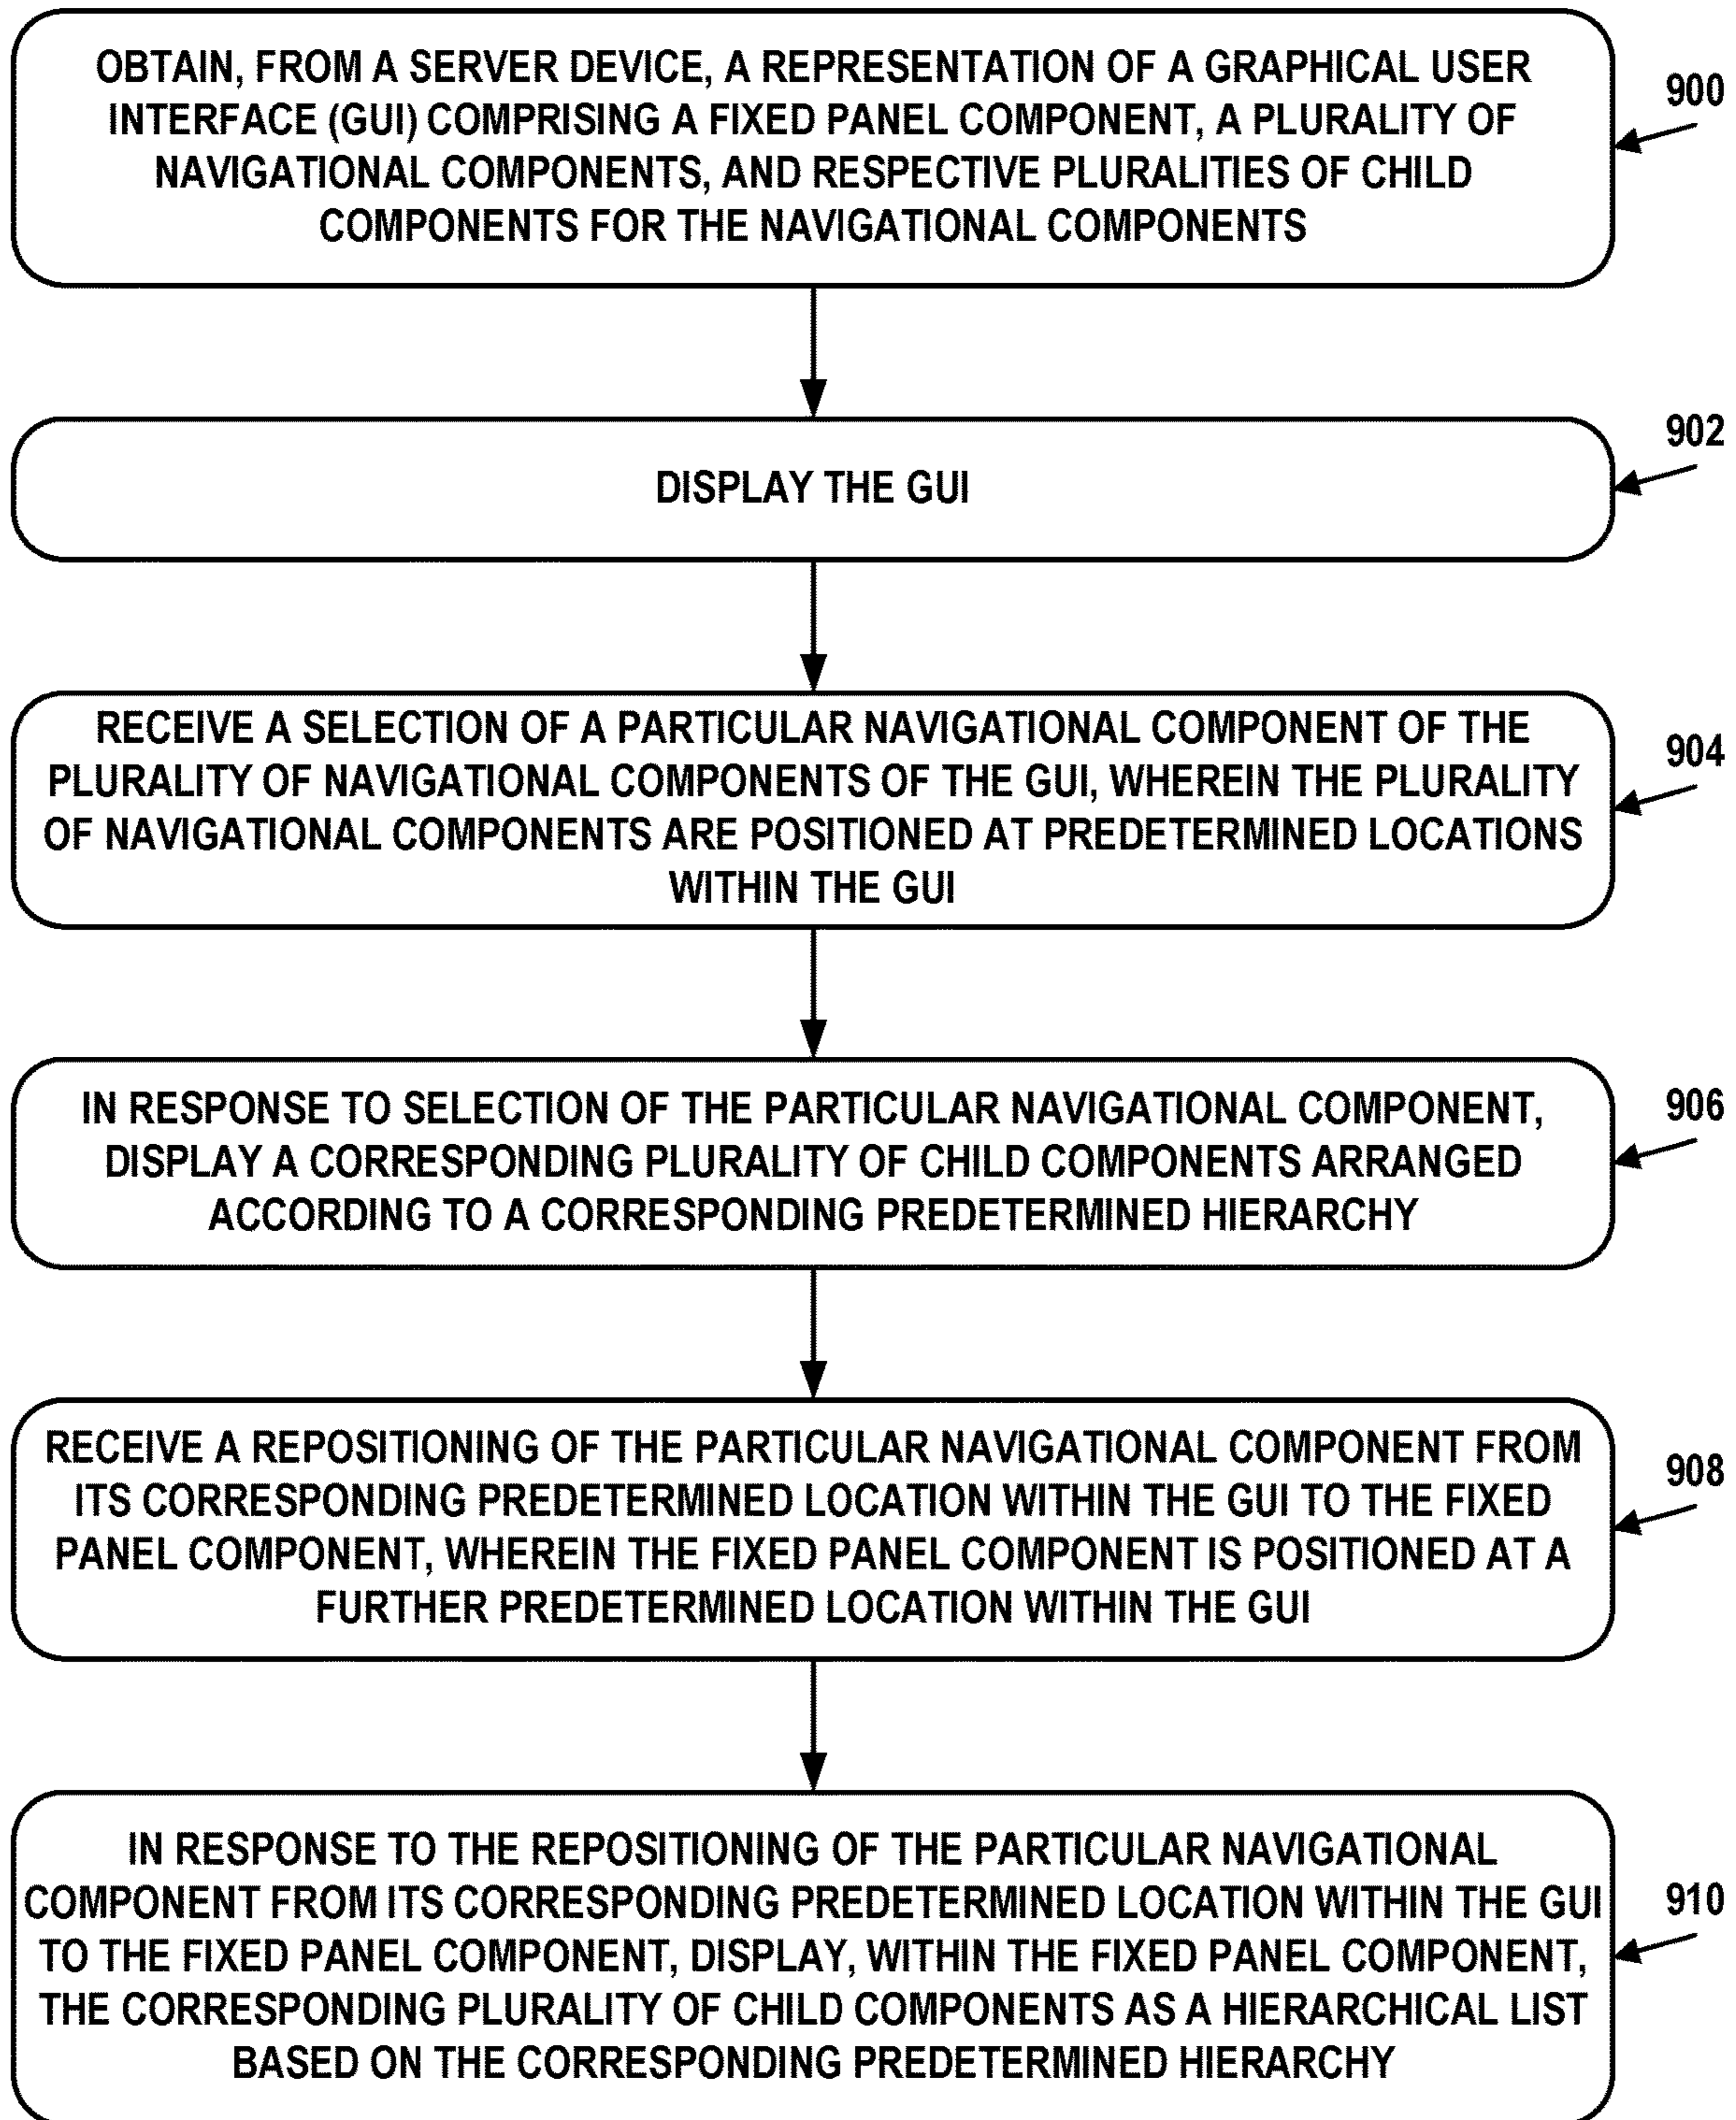 OBTAIN, FROM A SERVER DEVICE, A REPRESENTATION OF A GRAPHICAL USER
INTERFACE (GUI) COMPRISING A FIXED PANEL COMPONENT, A PLURALITY OF
NAVIGATIONAL COMPONENTS, AND RESPECTIVE PLURALITIES OF CHILD
COMPONENTS FOR THE NAVIGATIONAL COMPONENTS
900
DISPLAY THE GUI
902
RECEIVE A SELECTION OF A PARTICULAR NAVIGATIONAL COMPONENT OF THE
PLURALITY OF NAVIGATIONAL COMPONENTS OF THE GUI, WHEREIN THE PLURALITY
OF NAVIGATIONAL COMPONENTS ARE POSITIONED AT PREDETERMINED LOCATIONS
WITHIN THE GUI
904
IN RESPONSE TO SELECTION OF THE PARTICULAR NAVIGATIONAL COMPONENT,
DISPLAY A CORRESPONDING PLURALITY OF CHILD COMPONENTS ARRANGED
ACCORDING TO A CORRESPONDING PREDETERMINED HIERARCHY
906
RECEIVE A REPOSITIONING OF THE PARTICULAR NAVIGATIONAL COMPONENT FROM
ITS CORRESPONDING PREDETERMINED LOCATION WITHIN THE GUI TO THE FIXED
PANEL COMPONENT, WHEREIN THE FIXED PANEL COMPONENT IS POSITIONED AT A
FURTHER PREDETERMINED LOCATION WITHIN THE GUI
908
IN RESPONSE TO THE REPOSITIONING OF THE PARTICULAR NAVIGATIONAL
COMPONENT FROM ITS CORRESPONDING PREDETERMINED LOCATION WITHIN THE GUI
TO THE FIXED PANEL COMPONENT, DISPLAY, WITHIN THE FIXED PANEL COMPONENT,
THE CORRESPONDING PLURALITY OF CHILD COMPONENTS AS A HIERARCHICAL LIST
BASED ON THE CORRESPONDING PREDETERMINED HIERARCHY
910